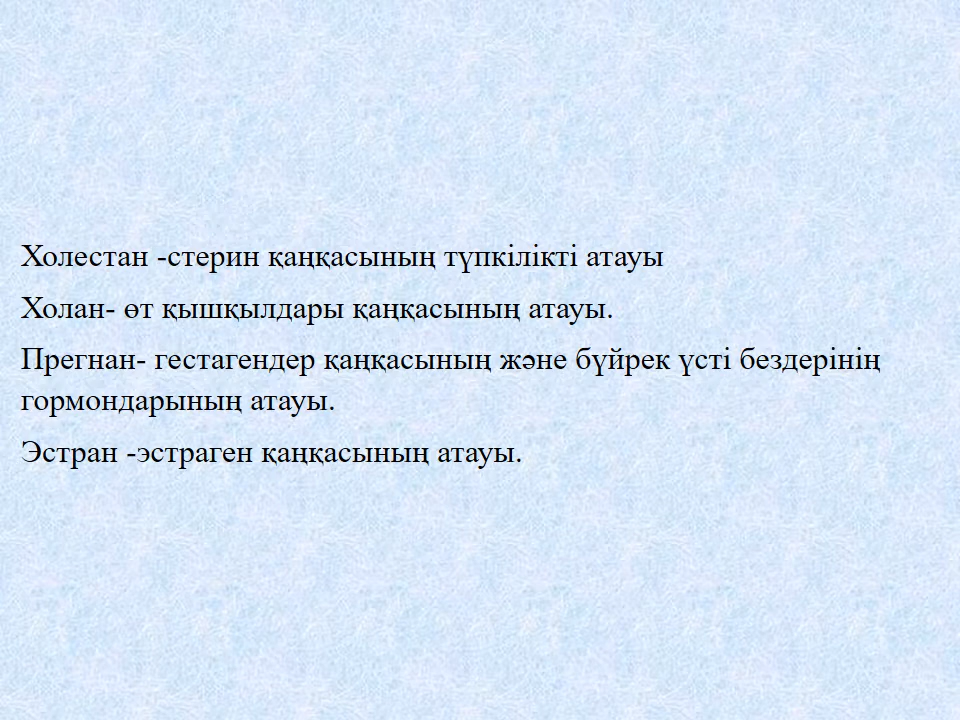 Холестан -стерин қаңқасының түпкілікті атауы
Холан- өт қышқылдары қаңқасының атауы.
Прегнан- гестагендер қаңқасының және бүйрек үсті бездерінің
гормондарының атауы.
Эстран -эстраген қаңқасының атауы.